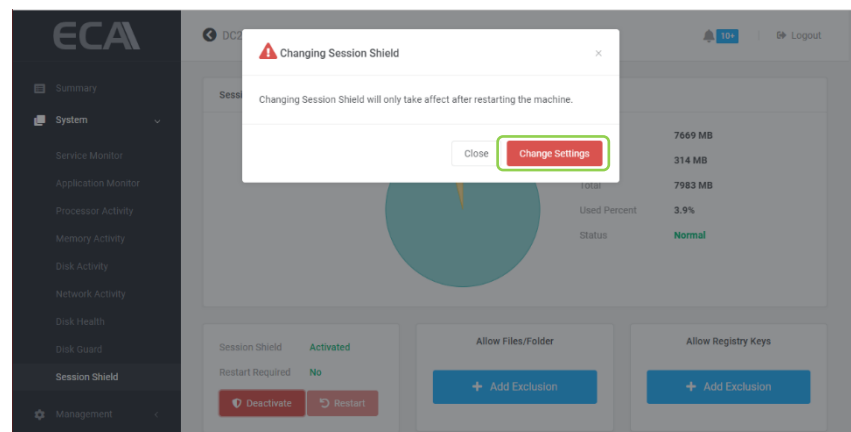 ECA
DC2
10+
Logout
Changing Session Shield
×
Changing Session Shield will only take affect after restarting the machine.
Close
Change Settings
Summary
System
Service Monitor
Application Monitor
Processor Activity
Memory Activity
Disk Activity
Network Activity
Disk Health
Disk Guard
Session Shield
Management
Sessi
7669 MB
314 MB
Total 7983 MB
Used Percent 3.9%
Status Normal
Session Shield Activated
Restart Required No
Deactivate
Restart
Allow Files/Folder
+ Add Exclusion
Allow Registry Keys
+ Add Exclusion